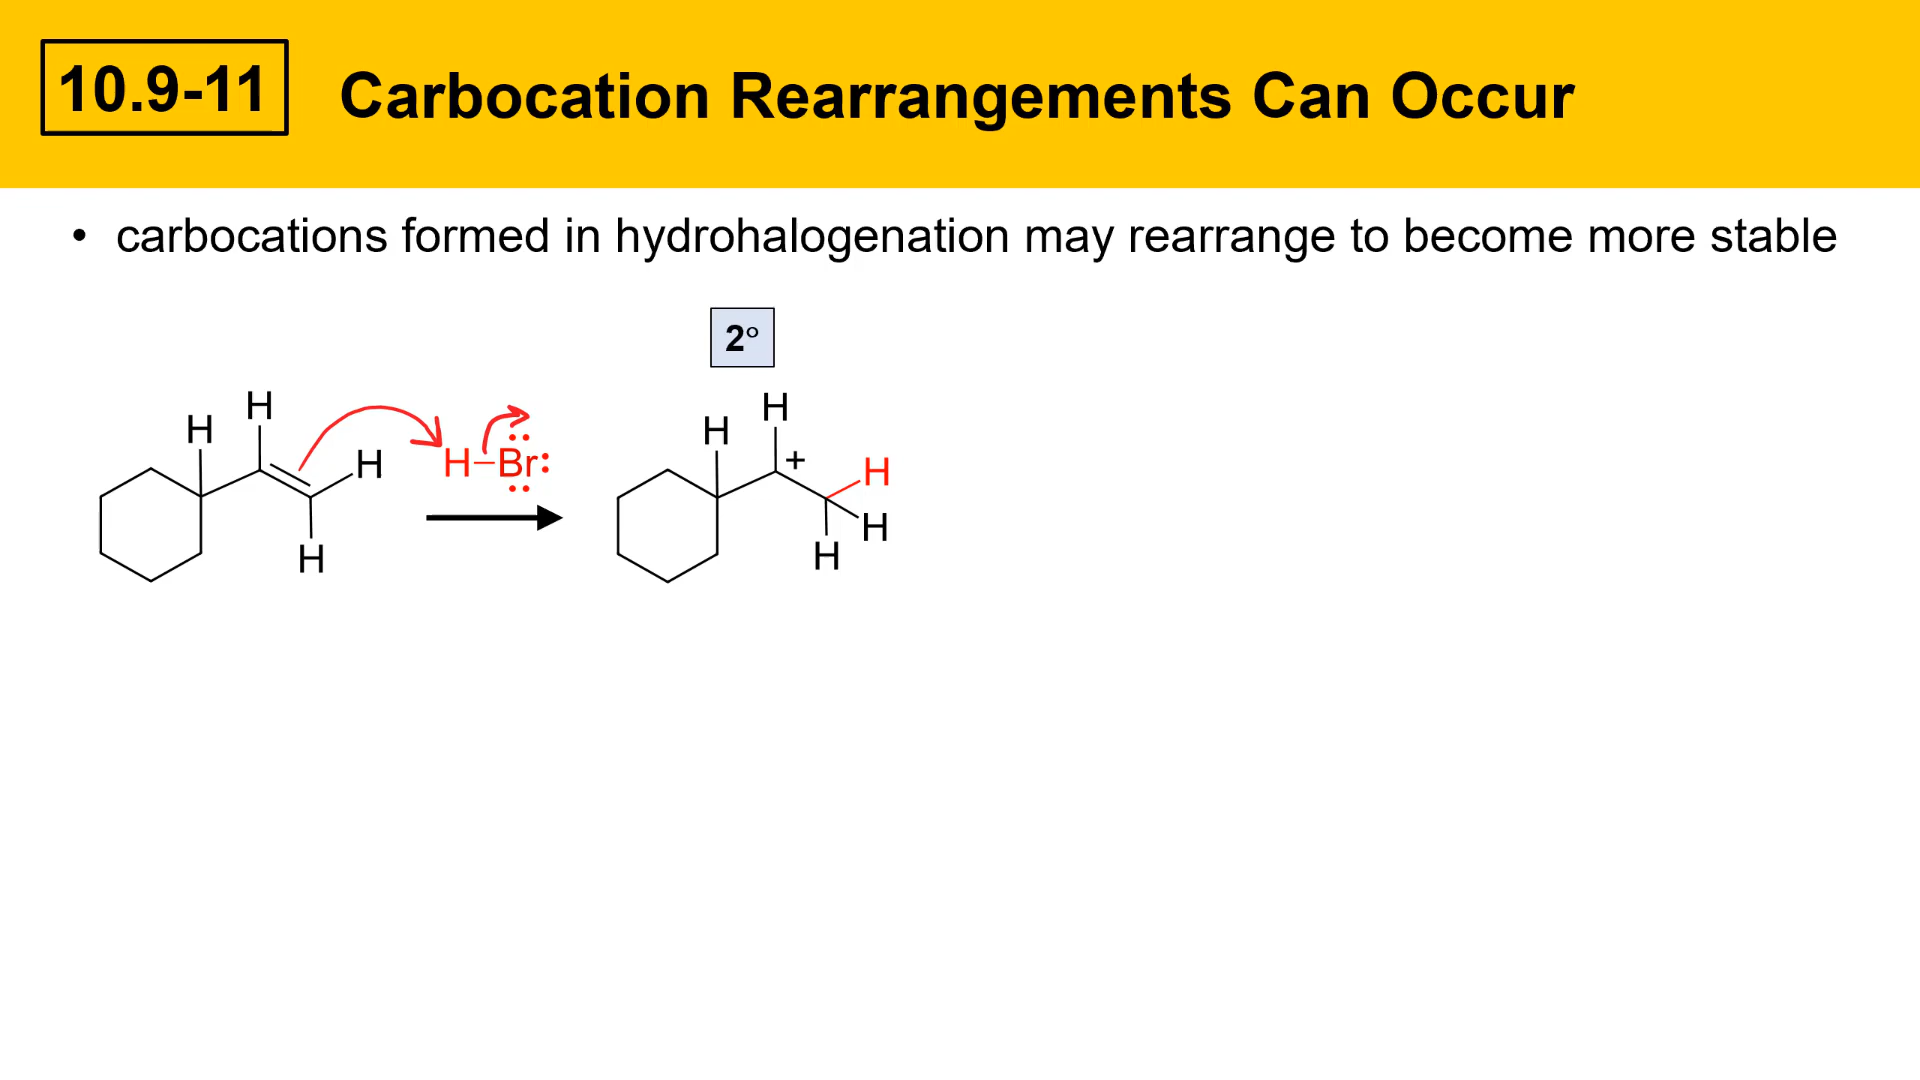 10.9-11
Carbocation Rearrangements Can Occur
• carbocations formed in hydrohalogenation may rearrange to become more stable
2°
H
H
H
H
H–Br
H
H
+
H
H
H